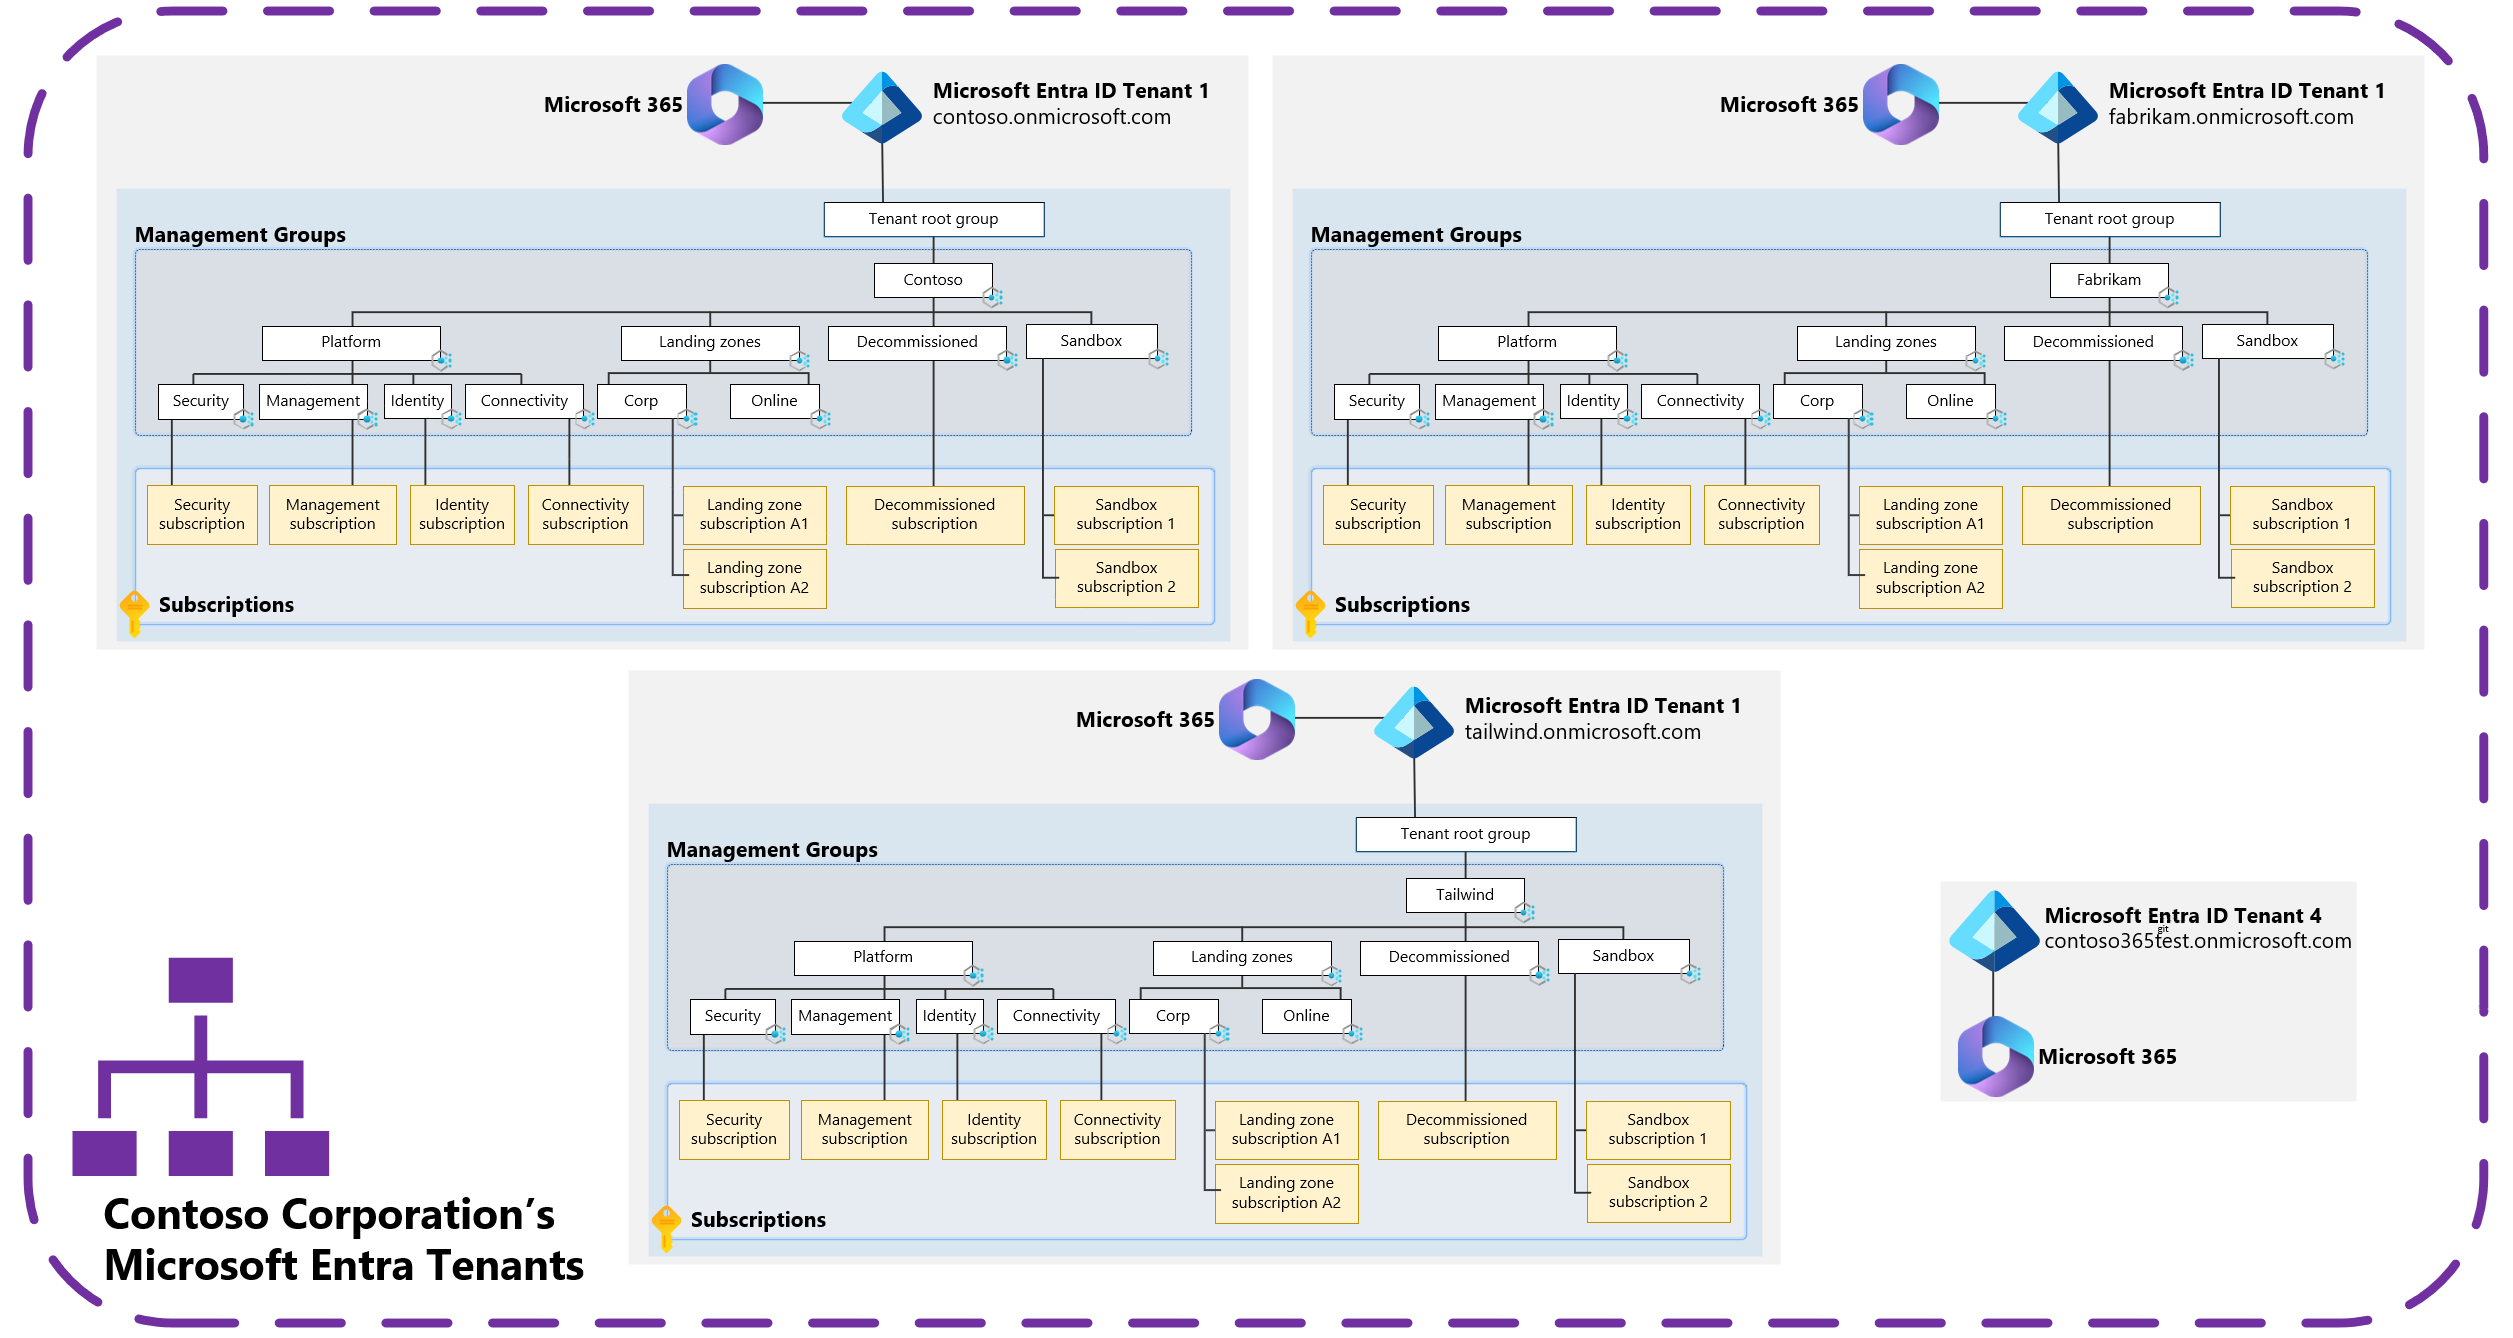 Microsoft 365
Microsoft Entra ID Tenant 1
contoso.onmicrosoft.com
Tenant root group
Management Groups
Contoso
Platform
Landing zones
Decommissioned
Sandbox
Security
Management
Identity
Connectivity
Corp
Online
Security
subscription
Management
subscription
Identity
subscription
Connectivity
subscription
Landing zone
subscription A1
Decommissioned
subscription
Sandbox
subscription 1
Landing zone
subscription A2
Sandbox
subscription 2
Subscriptions
Microsoft 365
Microsoft Entra ID Tenant 1
fabrikam.onmicrosoft.com
Tenant root group
Management Groups
Fabrikam
Platform
Landing zones
Decommissioned
Sandbox
Security
Management
Identity
Connectivity
Corp
Online
Security
subscription
Management
subscription
Identity
subscription
Connectivity
subscription
Landing zone
subscription A1
Decommissioned
subscription
Sandbox
subscription 1
Landing zone
subscription A2
Sandbox
subscription 2
Subscriptions
Microsoft 365
Microsoft Entra ID Tenant 1
tailwind.onmicrosoft.com
Tenant root group
Management Groups
Tailwind
Platform
Landing zones
Decommissioned
Sandbox
Security
Management
Identity
Connectivity
Corp
Online
Security
subscription
Management
subscription
Identity
subscription
Connectivity
subscription
Landing zone
subscription A1
Decommissioned
subscription
Sandbox
subscription 1
Landing zone
subscription A2
Sandbox
subscription 2
Subscriptions
Microsoft Entra ID Tenant 4
git
contoso365test.onmicrosoft.com
Microsoft 365
Contoso Corporation’s
Microsoft Entra Tenants